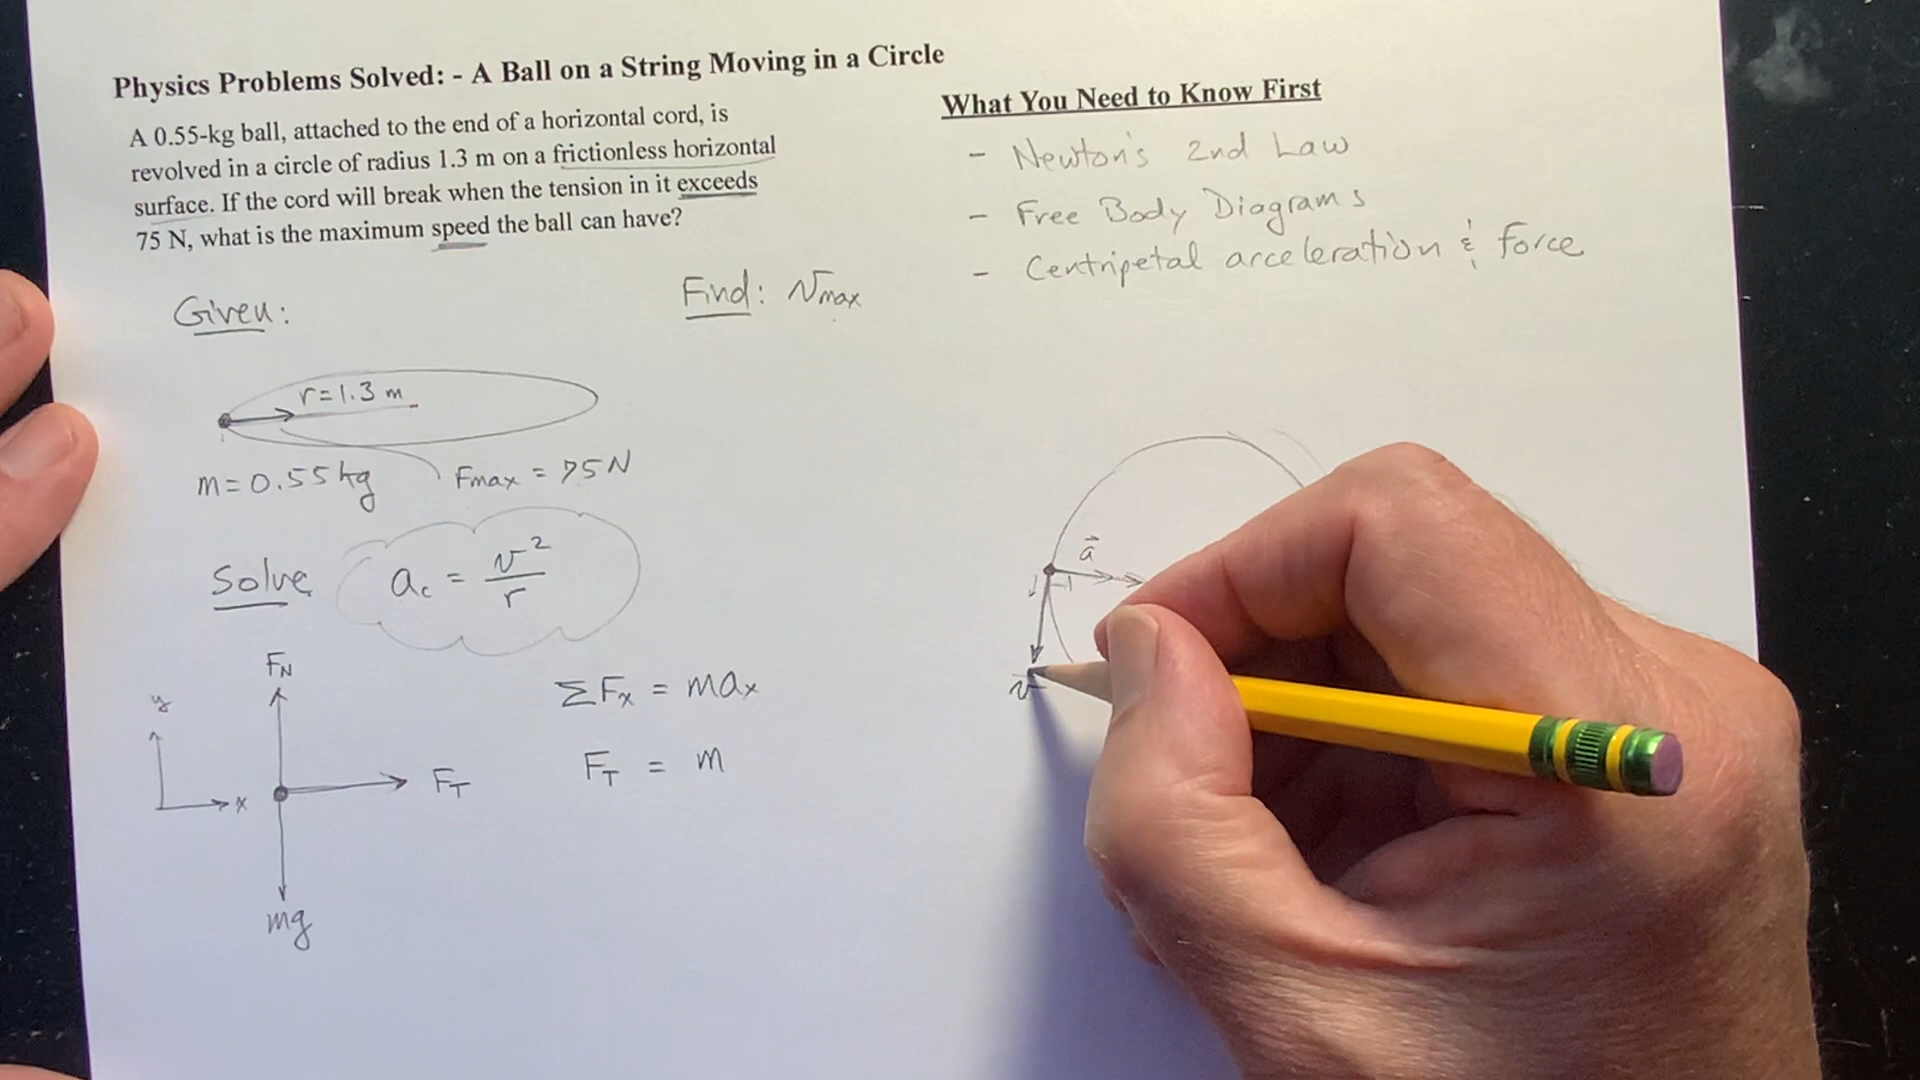 Physics Problems Solved: - A Ball on a String Moving in a Circle
A 0.55-kg ball, attached to the end of a horizontal cord, is
revolved in a circle of radius 1.3 m on a frictionless horizontal
surface. If the cord will break when the tension in it exceeds
75 N, what is the maximum speed the ball can have?
What You Need to Know First
- Newton's 2nd Law
- Free Body Diagrams
- Centripetal acceleration & force
Given:
Find: vmax
r = 1.3 m
m = 0.55 kg
Fmax = 75 N
Solve
ac = v²/r
FN
y
x
FT
mg
ΣFx = max
FT = m
a
v